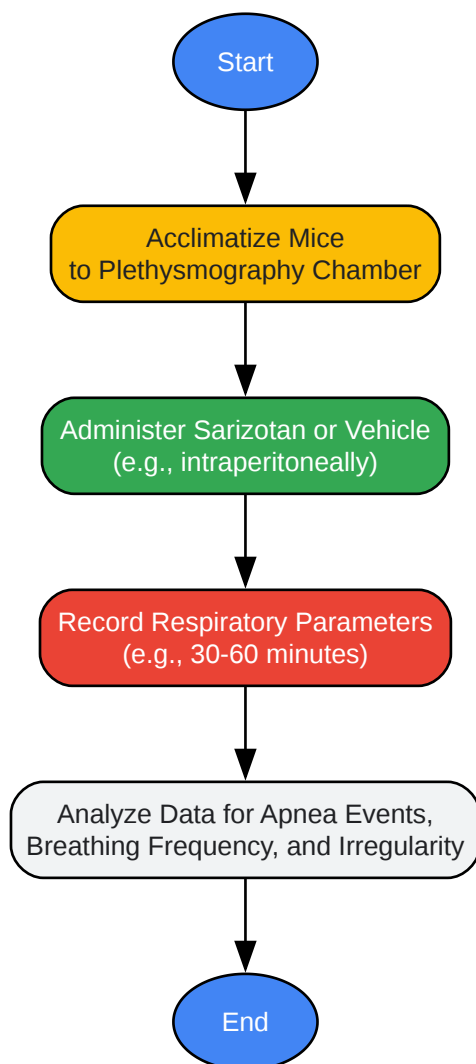 Start
Acclimatize Mice
to Plethysmography Chamber
Administer Sarizotan or Vehicle
(e.g., intraperitoneally)
Record Respiratory Parameters
(e.g., 30-60 minutes)
Analyze Data for Apnea Events,
Breathing Frequency, and Irregularity
End